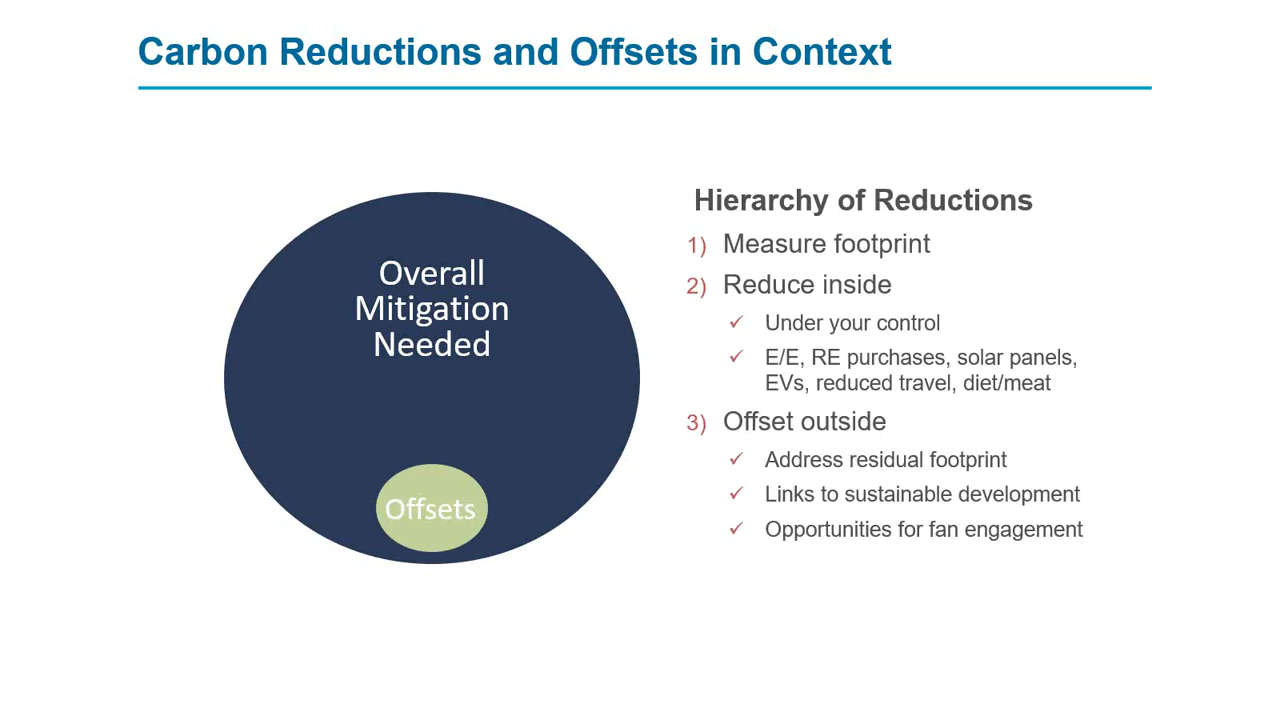 Carbon Reductions and Offsets in Context
Overall
Mitigation
Needed
Offsets
Hierarchy of Reductions
1) Measure footprint
2) Reduce inside
✓ Under your control
✓ E/E, RE purchases, solar panels,
EVs, reduced travel, diet/meat
3) Offset outside
✓ Address residual footprint
✓ Links to sustainable development
✓ Opportunities for fan engagement